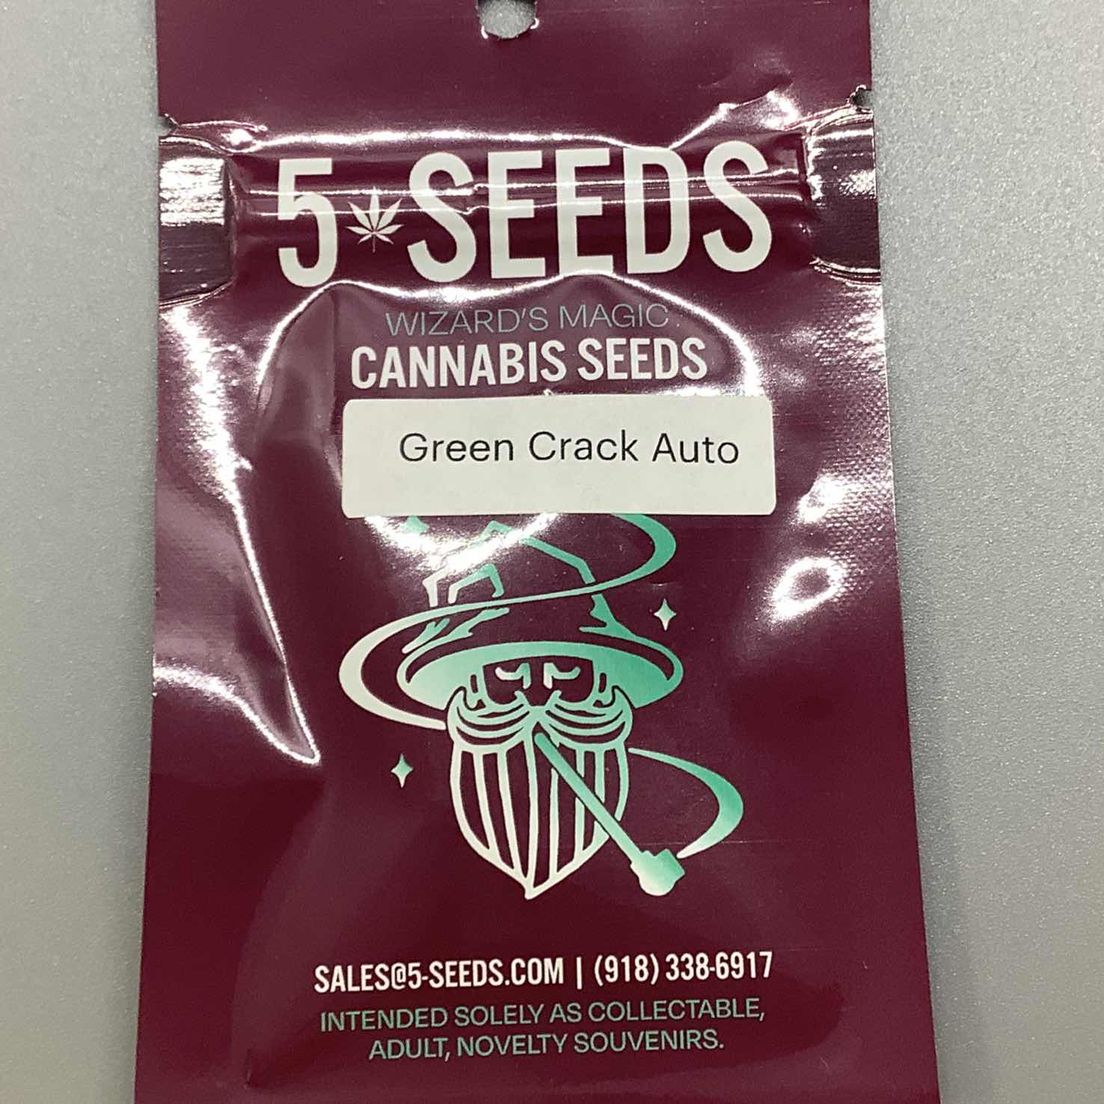 5 SEEDS
WIZARD'S MAGIC
CANNABIS SEEDS
Green Crack Auto
SALES@5-SEEDS.COM | (918) 338-6917
INTENDED SOLELY AS COLLECTABLE,
ADULT, NOVELTY SOUVENIRS.